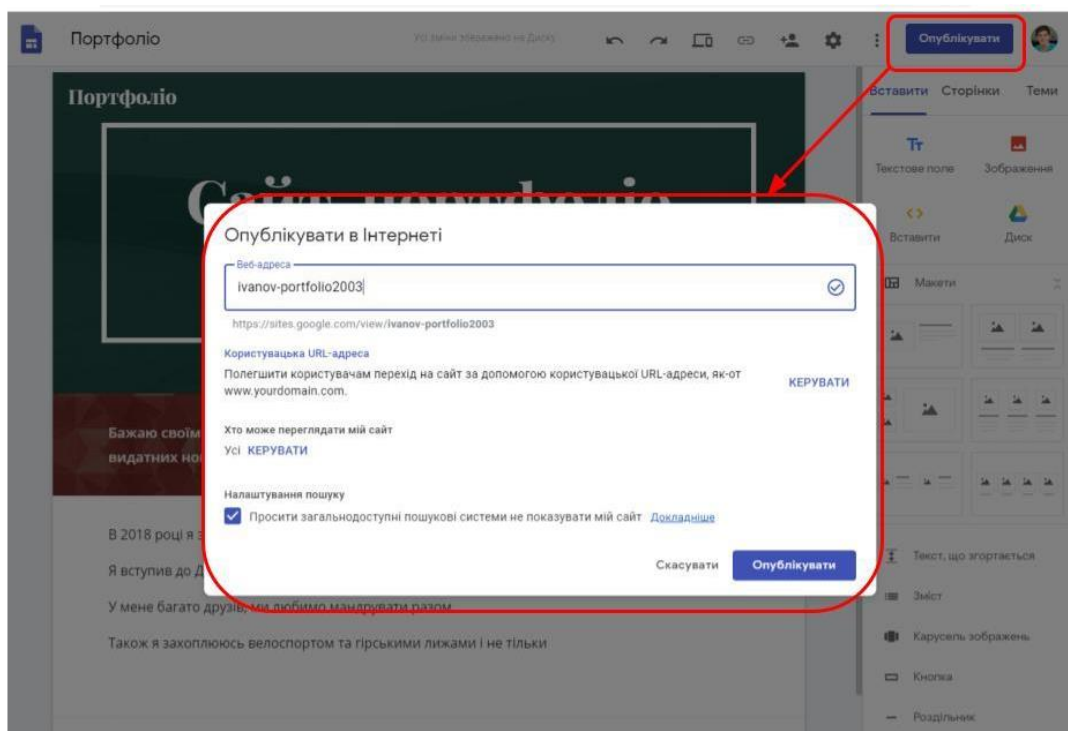 Портфоліо
Усі зміни збережено на Диску
Опублікувати
Портфоліо
Сайт-портфоліо
Вставити Сторінки Теми
Текстове поле Зображення
Вставити Диск
Макети
Опублікувати в Інтернеті
Веб-адреса
ivanov-portfolio2003
https://sites.google.com/view/ivanov-portfolio2003
Користувацька URL-адреса
Полегшити користувачам перехід на сайт за допомогою користувацької URL-адреси, як-от
www.yourdomain.com.
КЕРУВАТИ
Хто може переглядати мій сайт
Усі КЕРУВАТИ
Налаштування пошуку
Просити загальнодоступні пошукові системи не показувати мій сайт Докладніше
Скасувати Опублікувати
Бажаю своїм
видатних
В 2018 році я
Я вступив до
У мене багато друзів, ми любимо мандрувати разом
Також я захоплююсь велоспортом та гірськими лижами і не тільки
Текст, що згортається
Зміст
Карусель зображень
Кнопка
Роздільник